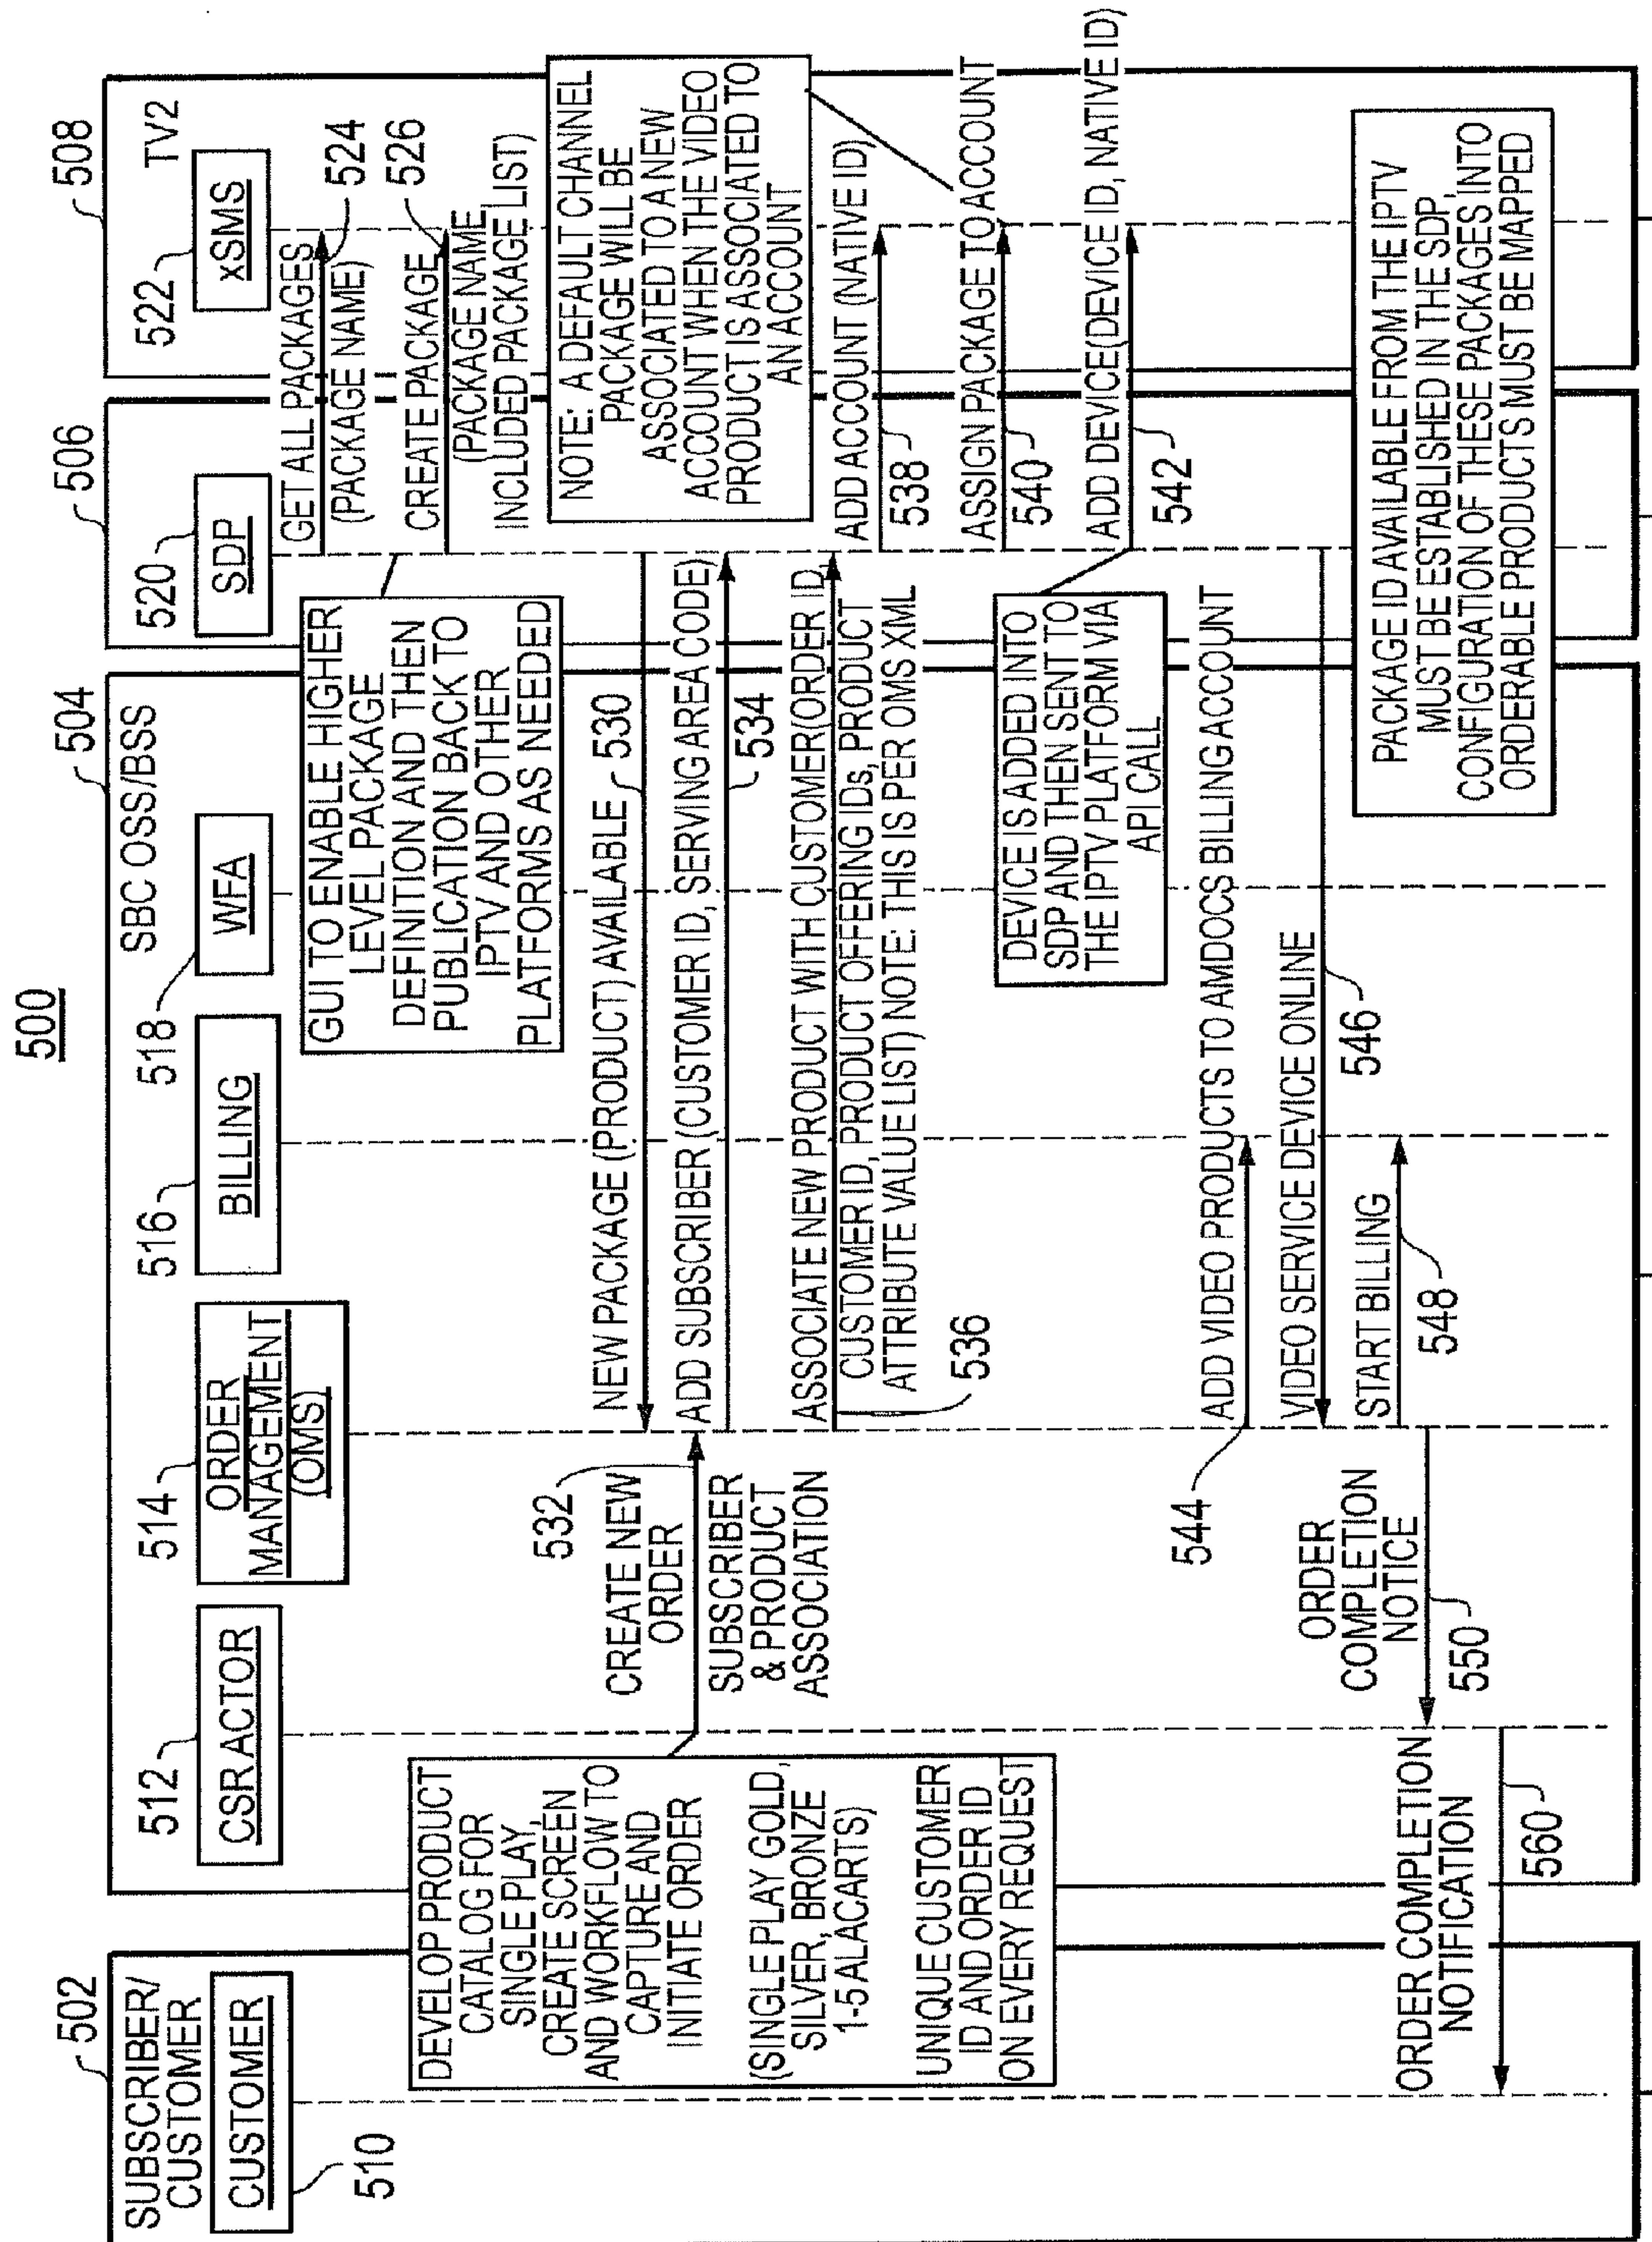 500
502
SUBSCRIBER/
CUSTOMER
CUSTOMER
510
504
SBC OSS/BSS
512
CSR ACTOR
514
ORDER
MANAGEMENT
(OMS)
516
BILLING
518
WFA
506
520
SDP
508
TV2
522
xSMS
GET ALL PACKAGES
(PACKAGE NAME)
524
CREATE PACKAGE
(PACKAGE NAME,
INCLUDED PACKAGE LIST)
526
GUI TO ENABLE HIGHER
LEVEL PACKAGE
DEFINITION AND THEN
PUBLICATION BACK TO
IPTV AND OTHER
PLATFORMS AS NEEDED
NOTE: A DEFAULT CHANNEL
PACKAGE WILL BE
ASSOCIATED TO A NEW
ACCOUNT WHEN THE VIDEO
PRODUCT IS ASSOCIATED TO
AN ACCOUNT
DEVELOP PRODUCT
CATALOG FOR
SINGLE PLAY,
CREATE SCREEN
AND WORKFLOW TO
CAPTURE AND
INITIATE ORDER
(SINGLE PLAY GOLD,
SILVER, BRONZE
1-5 ALACARTS)
UNIQUE CUSTOMER
ID AND ORDER ID
ON EVERY REQUEST
NEW PACKAGE (PRODUCT) AVAILABLE
530
532
CREATE NEW
ORDER
SUBSCRIBER
& PRODUCT
ASSOCIATION
ADD SUBSCRIBER (CUSTOMER ID, SERVING AREA CODE)
534
ASSOCIATE NEW PRODUCT WITH CUSTOMER(ORDER ID,
CUSTOMER ID, PRODUCT OFFERING IDs, PRODUCT
ATTRIBUTE VALUE LIST) NOTE: THIS IS PER OMS XML
536
ADD ACCOUNT (NATIVE ID)
538
ASSIGN PACKAGE TO ACCOUNT
540
ADD DEVICE(DEVICE ID, NATIVE ID)
542
DEVICE IS ADDED INTO
SDP AND THEN SENT TO
THE IPTV PLATFORM VIA
API CALL
ADD VIDEO PRODUCTS TO AMDOCS BILLING ACCOUNT
544
VIDEO SERVICE DEVICE ONLINE
546
START BILLING
548
ORDER
COMPLETION
NOTICE
550
ORDER COMPLETION
NOTIFICATION
560
PACKAGE ID AVAILABLE FROM THE IPTV
MUST BE ESTABLISHED IN THE SDP,
CONFIGURATION OF THESE PACKAGES INTO
ORDERABLE PRODUCTS MUST BE MAPPED